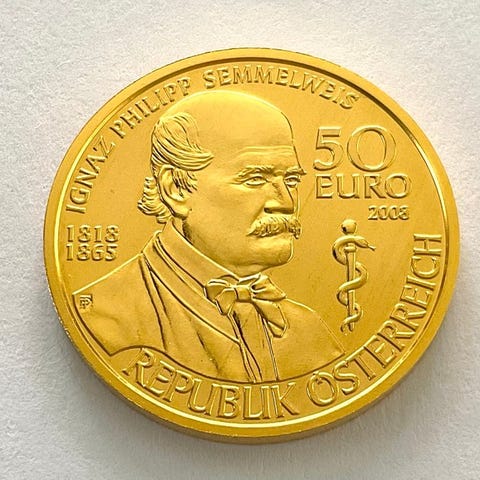 IGNAZ PHILIPP SEMMELWEIS
50
EURO
2008
1818
1865
REPUBLIK ÖSTERREICH